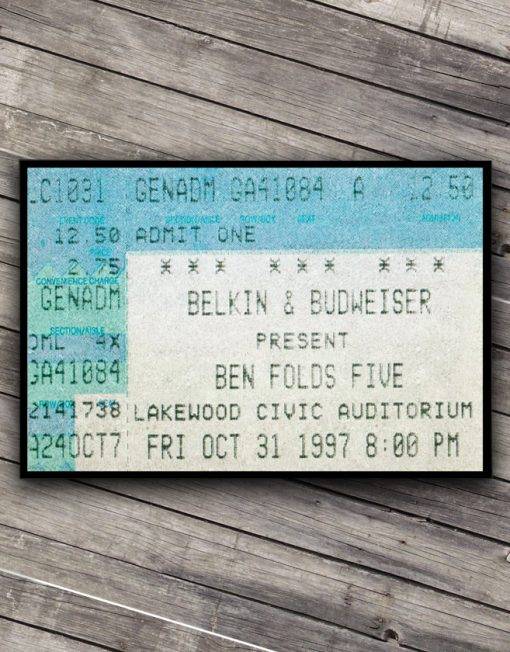 LC1031 GENADM GA41084 A 12.50
EVENT CODE SECTION/AISLE ROW/BOX SEAT ADMISSION
12.50 ADMIT ONE
2.75 *** *** ***
CONVENIENCE CHARGE
GENADM BELKIN & BUDWEISER
SECTION/AISLE
4X PRESENT
GA41084 BEN FOLDS FIVE
2141738 LAKEWOOD CIVIC AUDITORIUM
A24OCT7 FRI OCT 31 1997 8:00 PM